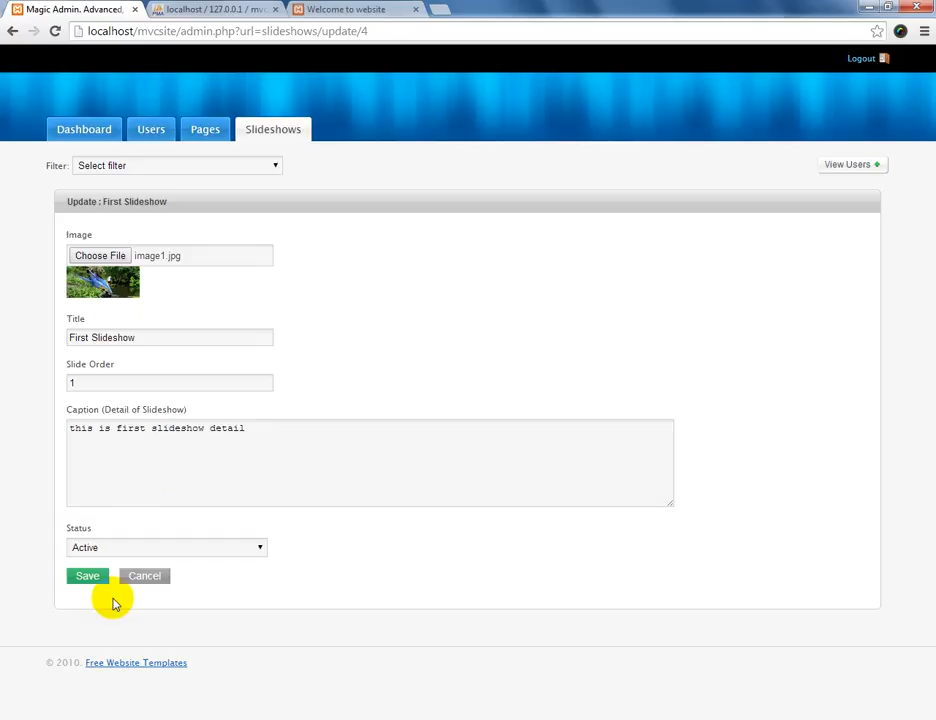 Magic Admin. Advanced,
localhost / 127.0.0.1 / mvc
Welcome to website
localhost/mvcsite/admin.php?url=slideshows/update/4
Logout
Dashboard
Users
Pages
Slideshows
Filter:
Select filter
View Users
Update : First Slideshow
Image
Choose File
image1.jpg
Title
First Slideshow
Slide Order
1
Caption (Detail of Slideshow)
this is first slideshow detail
Status
Active
Save
Cancel
© 2010. Free Website Templates